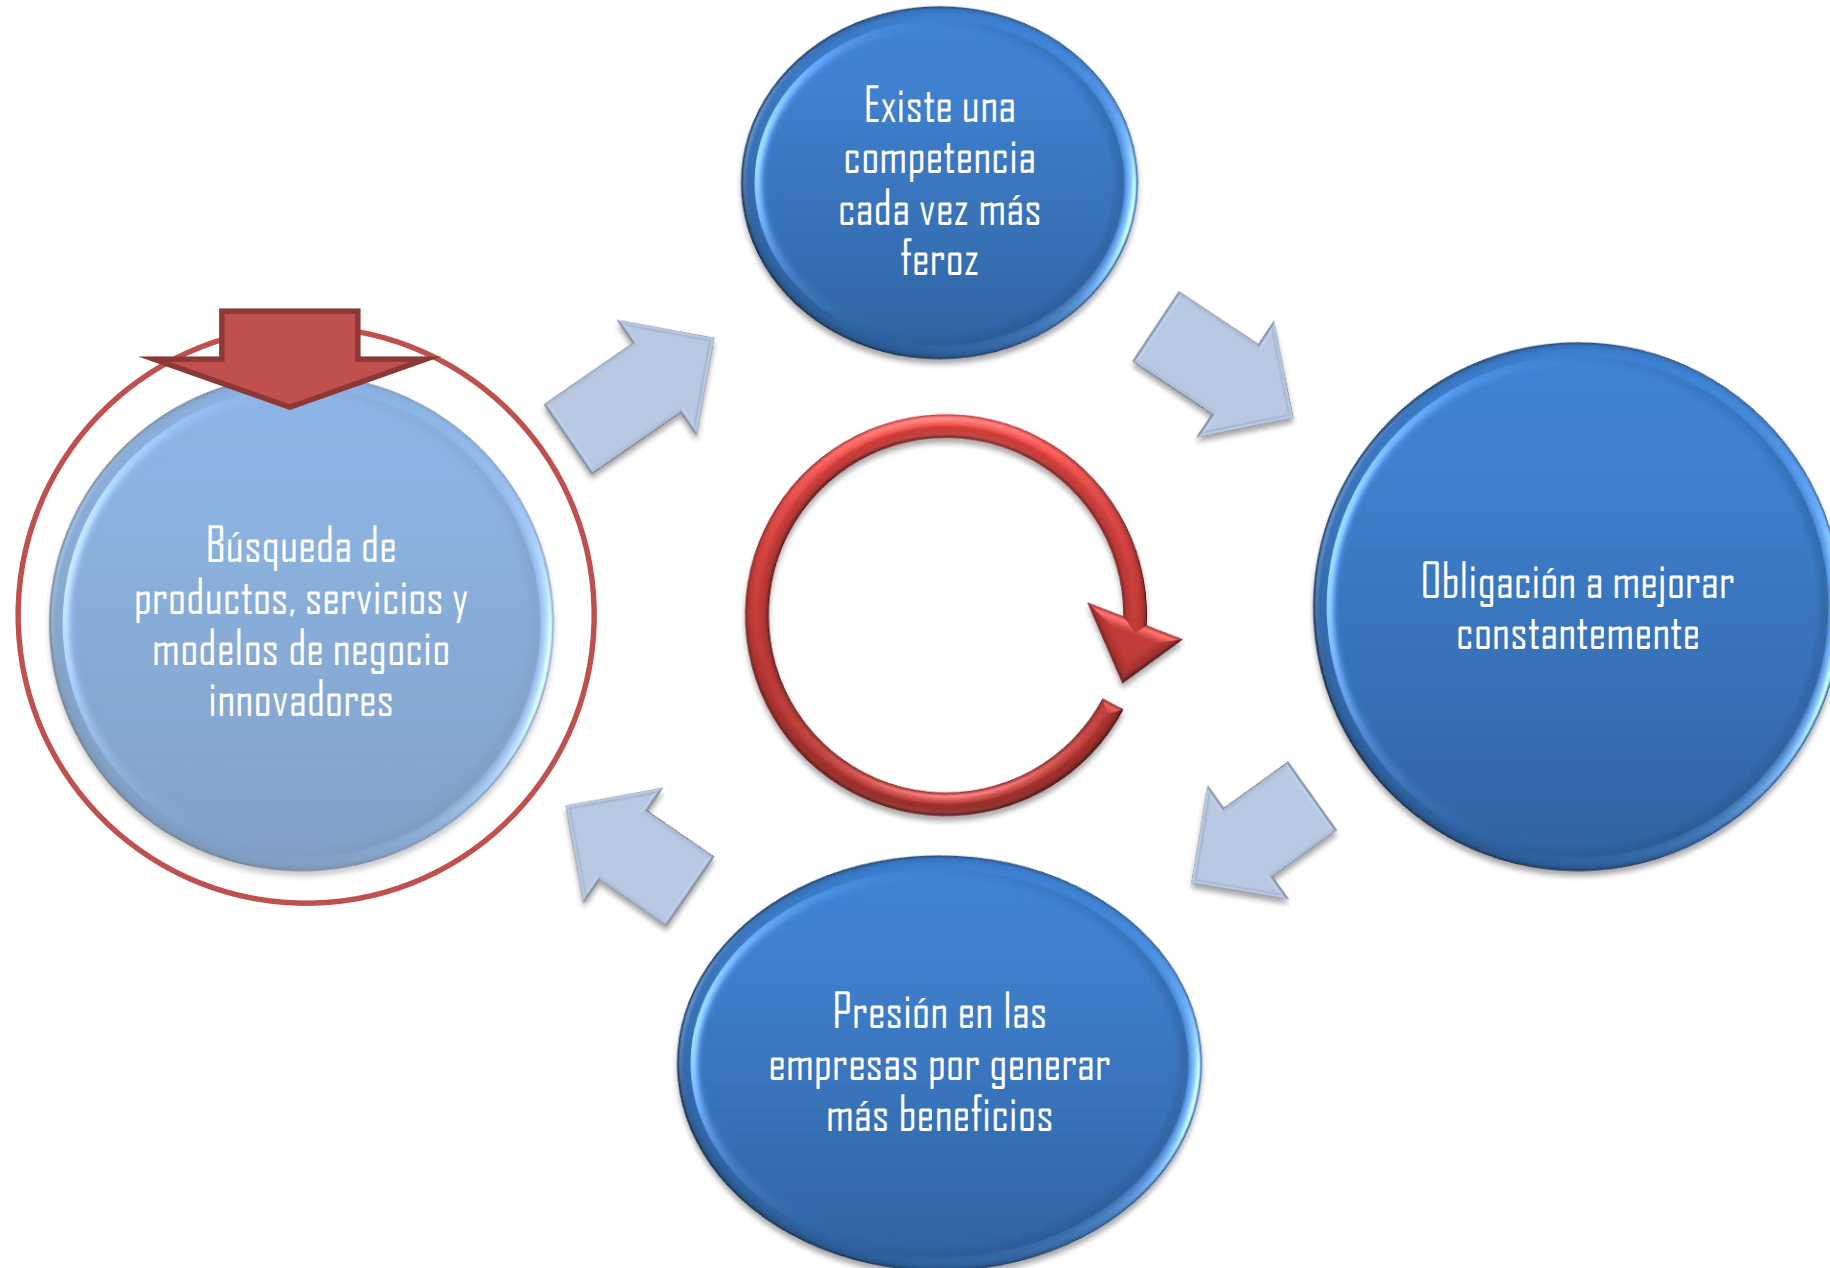 Existe una
competencia
cada vez más
feroz
Obligación a mejorar
constantemente
Presión en las
empresas por generar
más beneficios
Búsqueda de
productos, servicios y
modelos de negocio
innovadores